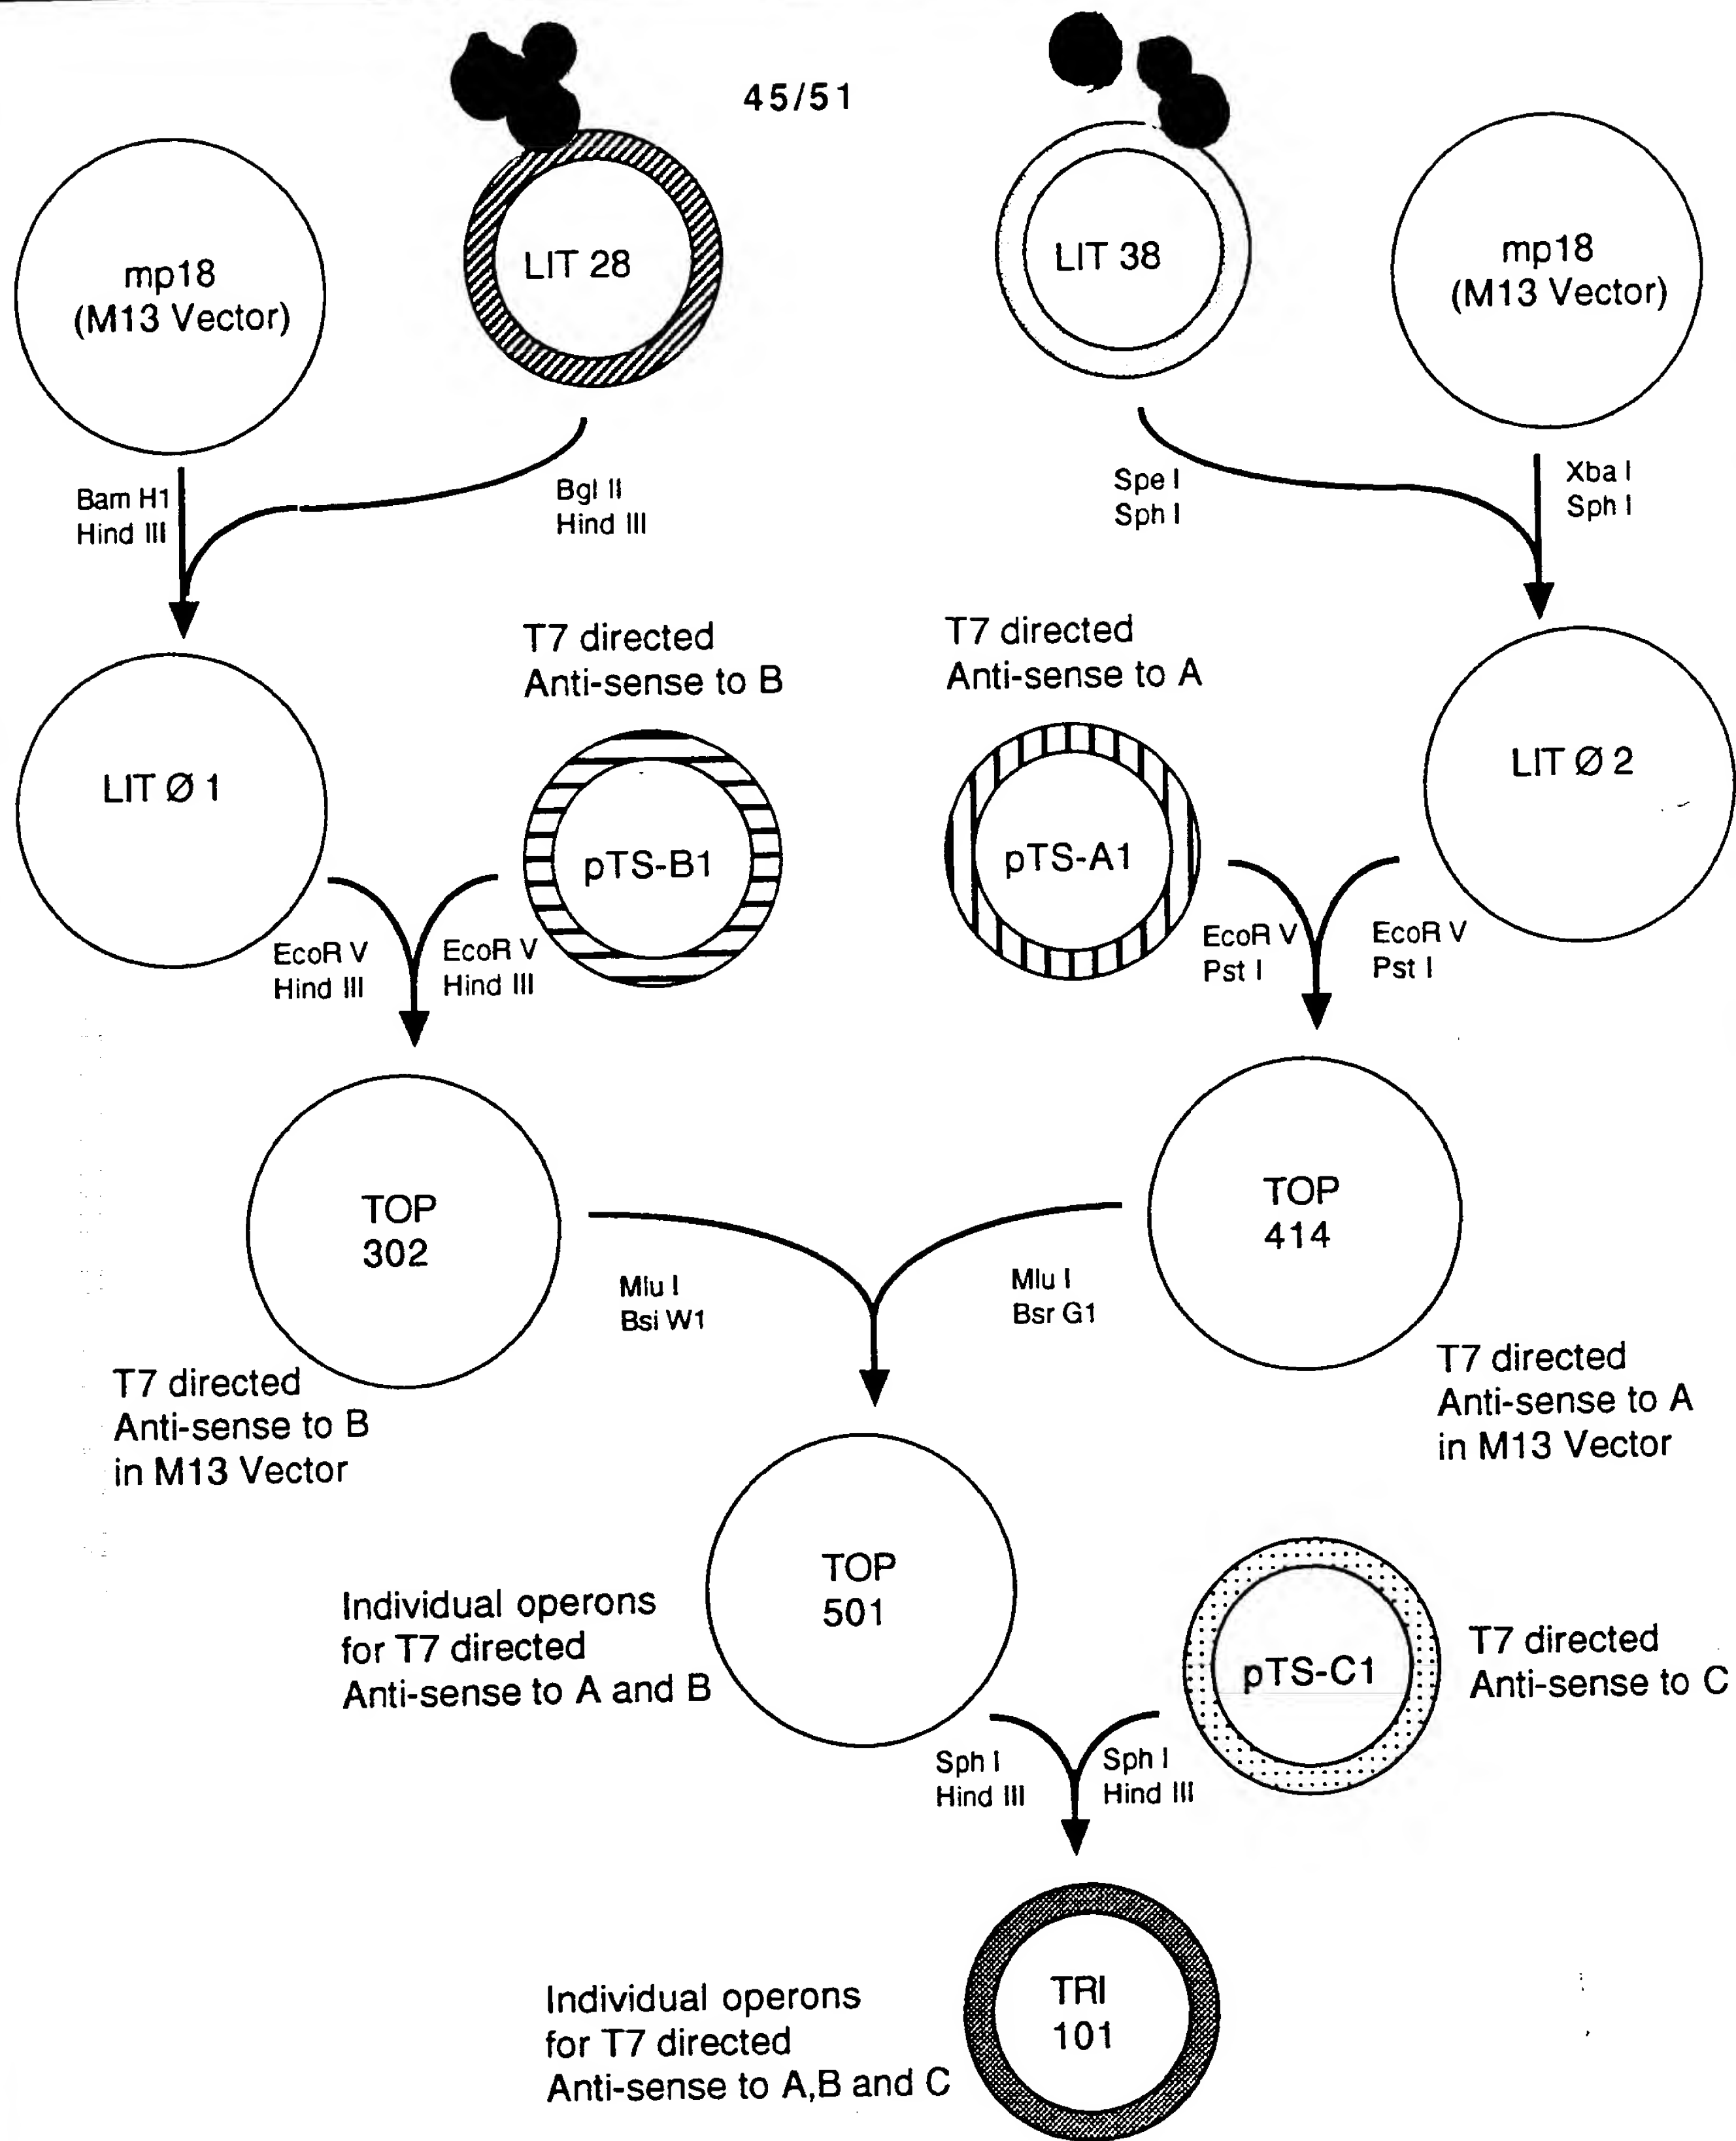 45/51
mp18
(M13 Vector)
LIT 28
LIT 38
mp18
(M13 Vector)
Bam H1
Hind III
Bgl II
Hind III
Spe I
Sph I
Xba I
Sph I
T7 directed
Anti-sense to B
T7 directed
Anti-sense to A
LIT Ø 1
pTS-B1
pTS-A1
LIT Ø 2
EcoR V
Hind III
EcoR V
Hind III
EcoR V
Pst I
EcoR V
Pst I
TOP
302
TOP
414
Mlu I
Bsi W1
Mlu I
Bsr G1
T7 directed
Anti-sense to B
in M13 Vector
T7 directed
Anti-sense to A
in M13 Vector
TOP
501
Individual operons
for T7 directed
Anti-sense to A and B
pTS-C1
T7 directed
Anti-sense to C
Sph I
Hind III
Sph I
Hind III
TRI
101
Individual operons
for T7 directed
Anti-sense to A,B and C